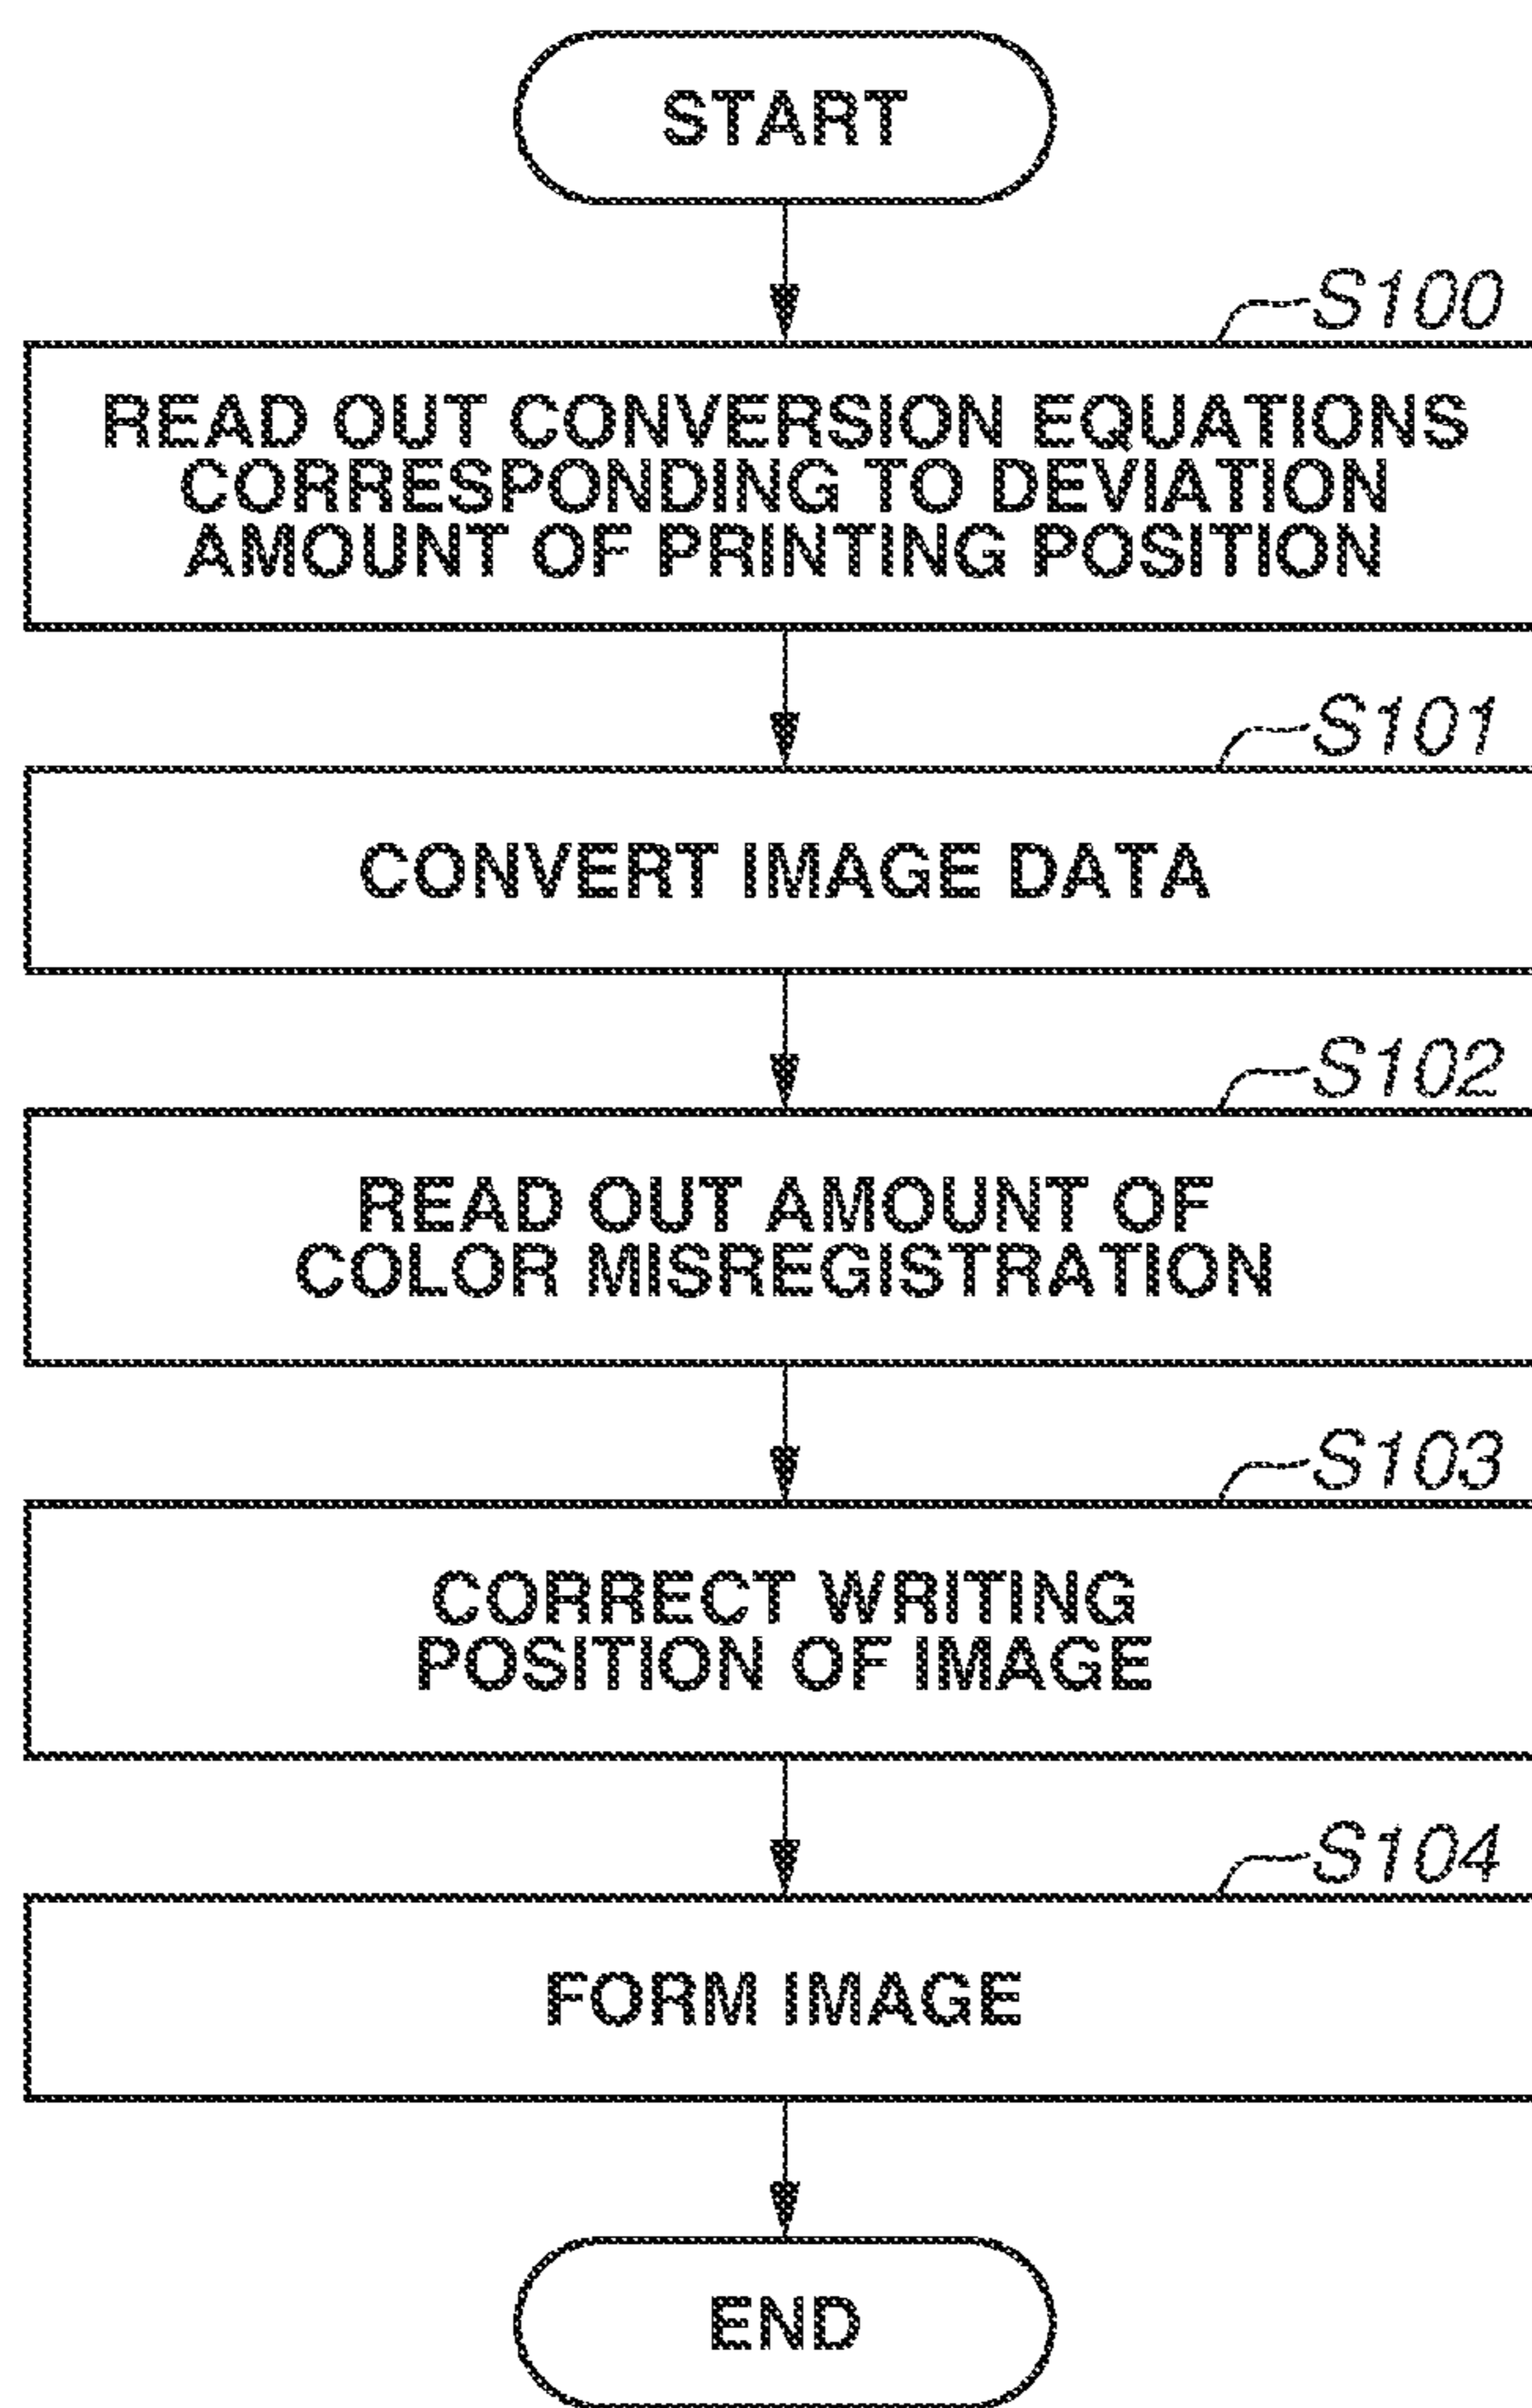 START
S100
READ OUT CONVERSION EQUATIONS
CORRESPONDING TO DEVIATION
AMOUNT OF PRINTING POSITION
S101
CONVERT IMAGE DATA
S102
READ OUT AMOUNT OF
COLOR MISREGISTRATION
S103
CORRECT WRITING
POSITION OF IMAGE
S104
FORM IMAGE
END